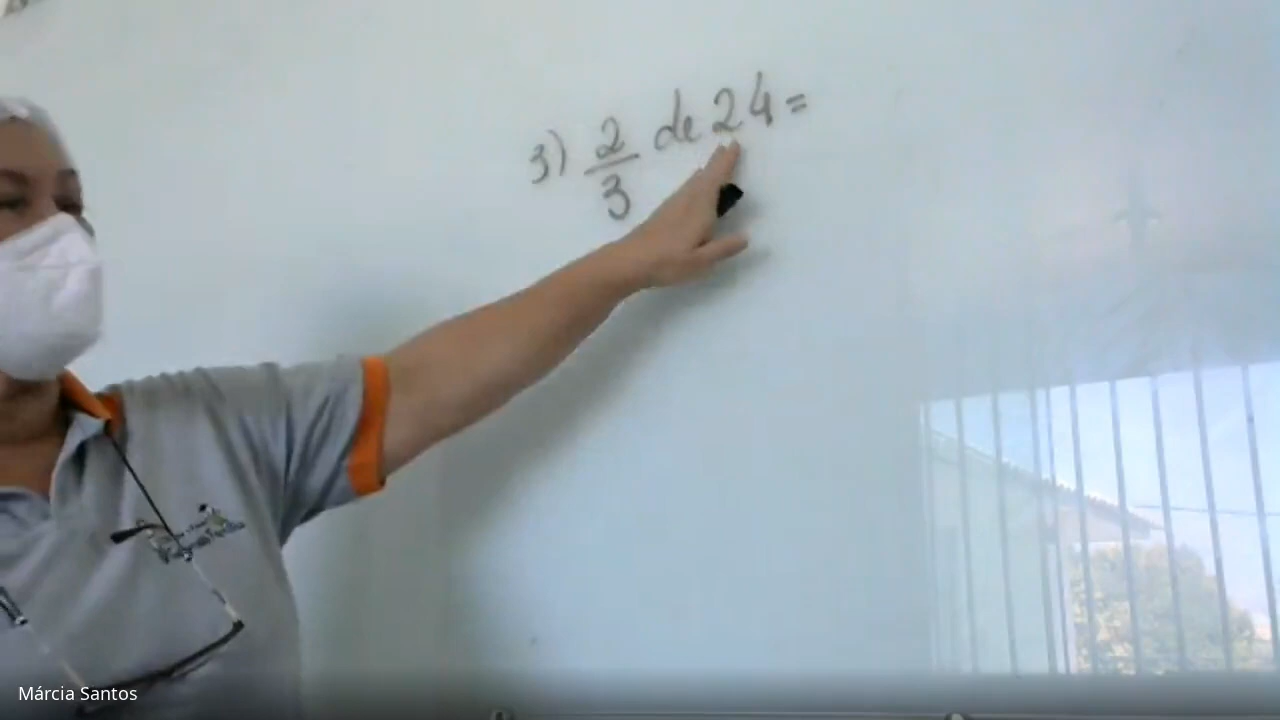 3) 2/3 de 24 =
Márcia Santos